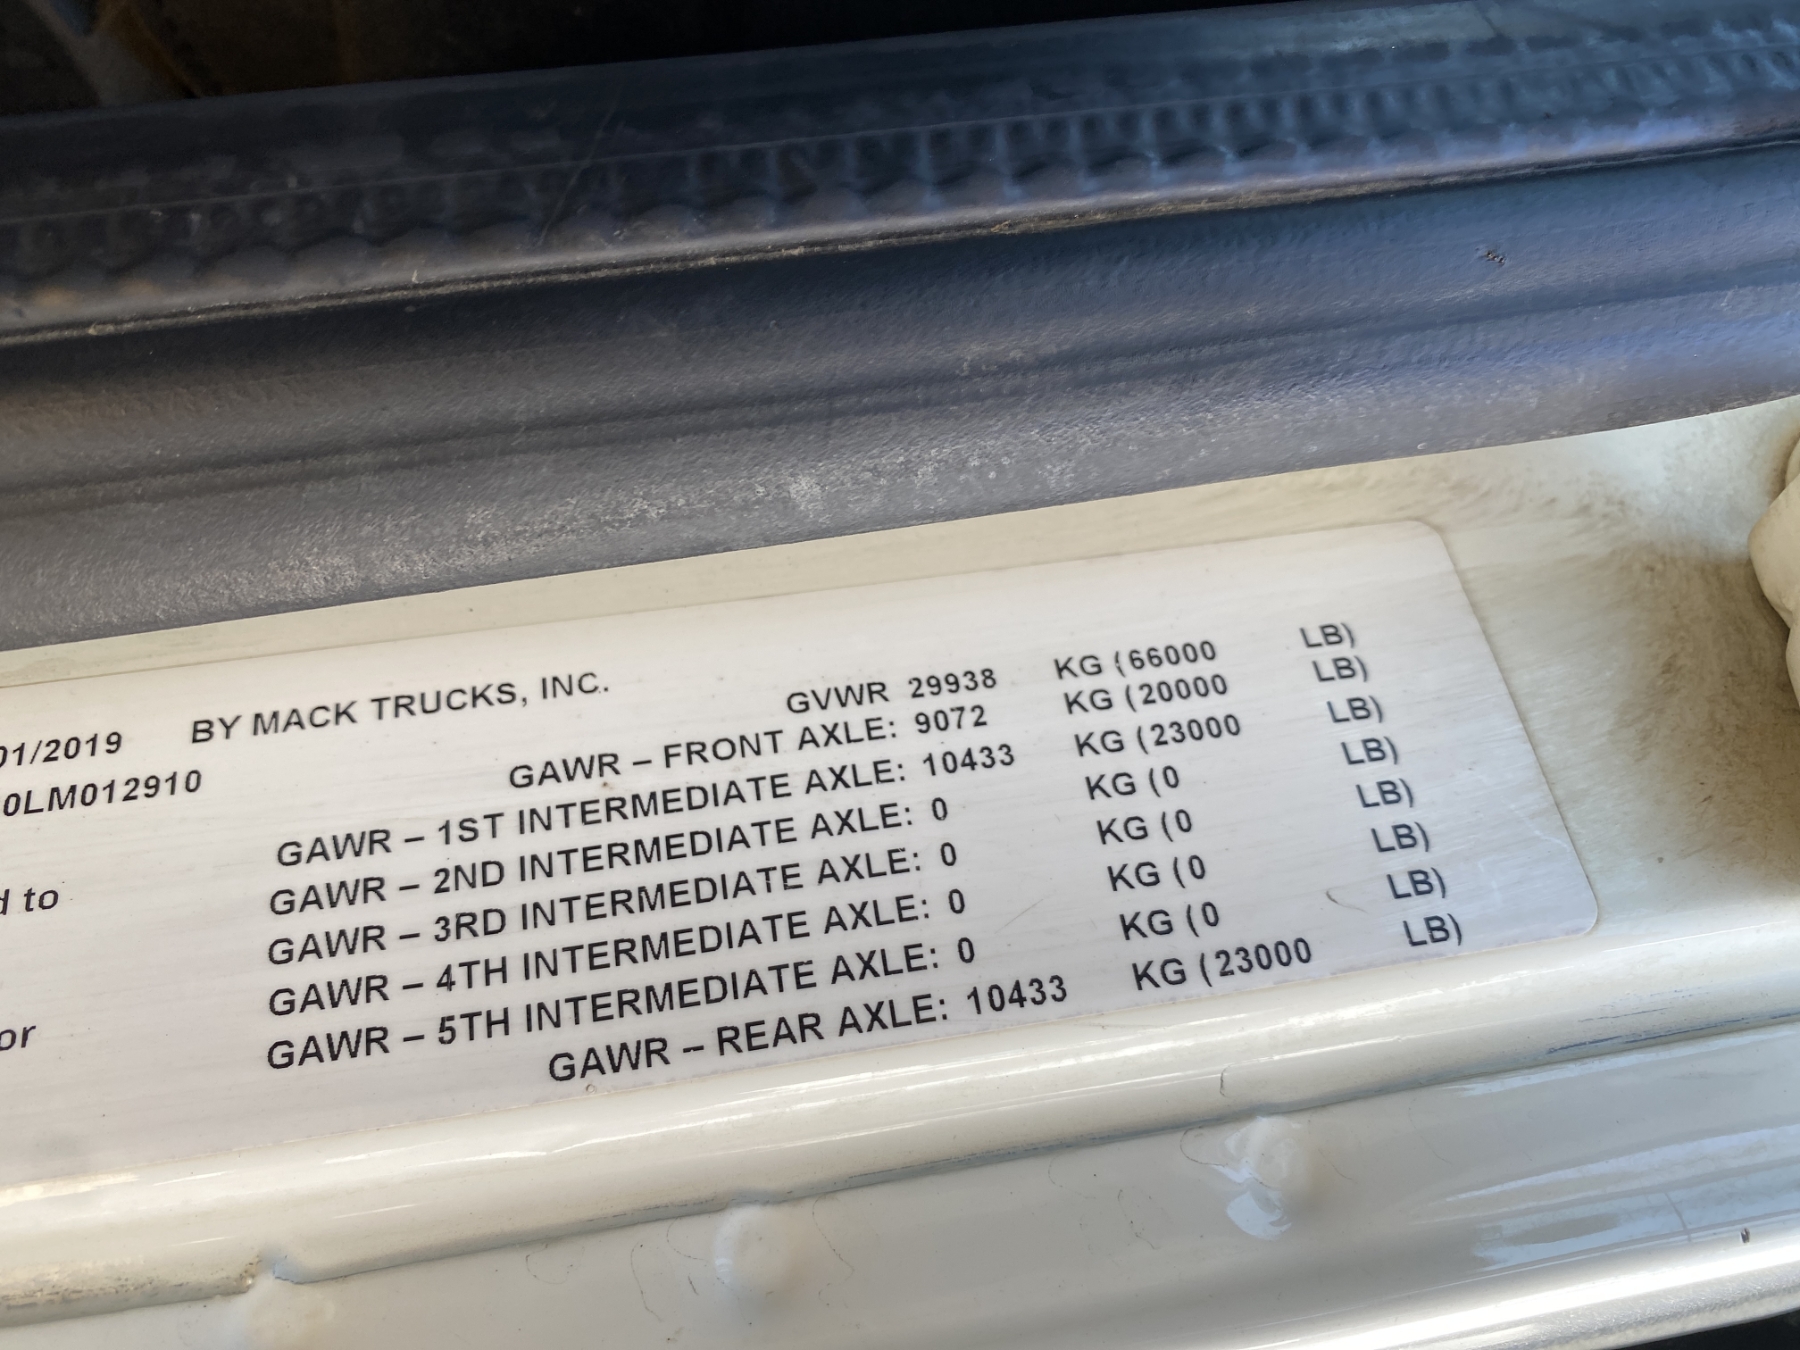 01/2019 BY MACK TRUCKS, INC. GVWR 29938 KG (66000 LB)
0LM012910 GAWR – FRONT AXLE: 9072 KG (20000 LB)
GAWR – 1ST INTERMEDIATE AXLE: 10433 KG (23000 LB)
d to GAWR – 2ND INTERMEDIATE AXLE: 0 KG (0 LB)
GAWR – 3RD INTERMEDIATE AXLE: 0 KG (0 LB)
GAWR – 4TH INTERMEDIATE AXLE: 0 KG (0 LB)
or GAWR – 5TH INTERMEDIATE AXLE: 0 KG (0 LB)
GAWR – REAR AXLE: 10433 KG (23000 LB)